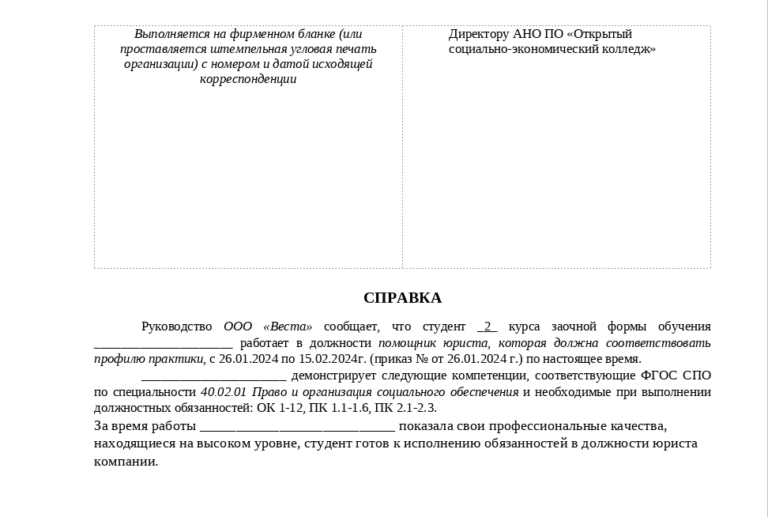 Выполняется на фирменном бланке (или
проставляется штемпельная угловая печать
организации) с номером и датой исходящей
корреспонденции
Директору АНО ПО «Открытый
социально-экономический колледж»
СПРАВКА
Руководство ООО «Веста» сообщает, что студент _2_ курса заочной формы обучения
_____________________ работает в должности помощник юриста, которая должна соответствовать
профилю практики, с 26.01.2024 по 15.02.2024г. (приказ № от 26.01.2024 г.) по настоящее время.
______________________ демонстрирует следующие компетенции, соответствующие ФГОС СПО
по специальности 40.02.01 Право и организация социального обеспечения и необходимые при выполнении
должностных обязанностей: ОК 1-12, ПК 1.1-1.6, ПК 2.1-2.3.
За время работы ____________________________ показала свои профессиональные качества,
находящиеся на высоком уровне, студент готов к исполнению обязанностей в должности юриста
компании.